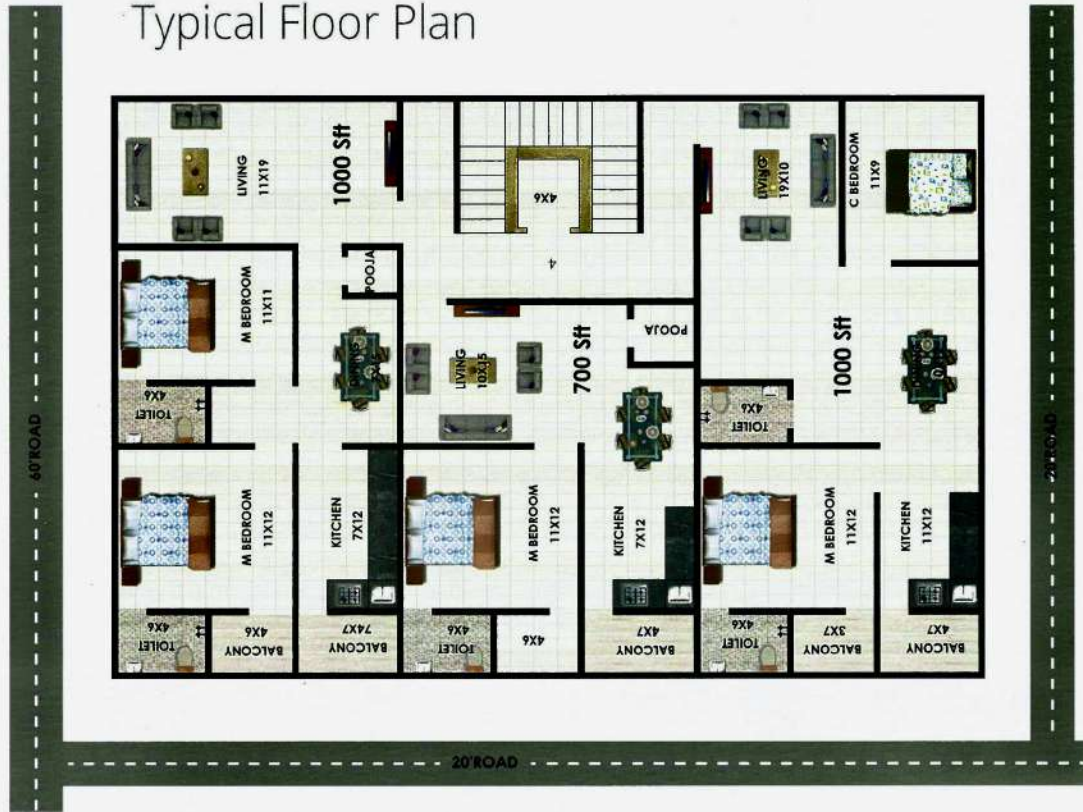 Typical Floor Plan
60'ROAD
LIVING
11X19
1000 Sft
4X6
4
LIVING
19X10
C BEDROOM
11X9
M BEDROOM
11X11
POOJA
LIVING
10X15
700 Sft
POOJA
1000 Sft
TOILET
4X6
TOILET
4X6
M BEDROOM
11X12
KITCHEN
7X12
M BEDROOM
11X12
KITCHEN
7X12
M BEDROOM
11X12
KITCHEN
11X12
TOILET
4X6
BALCONY
4X6
BALCONY
74X7
TOILET
4X6
4X6
BALCONY
4X7
TOILET
4X6
BALCONY
3X7
BALCONY
4X7
20'ROAD
20'ROAD